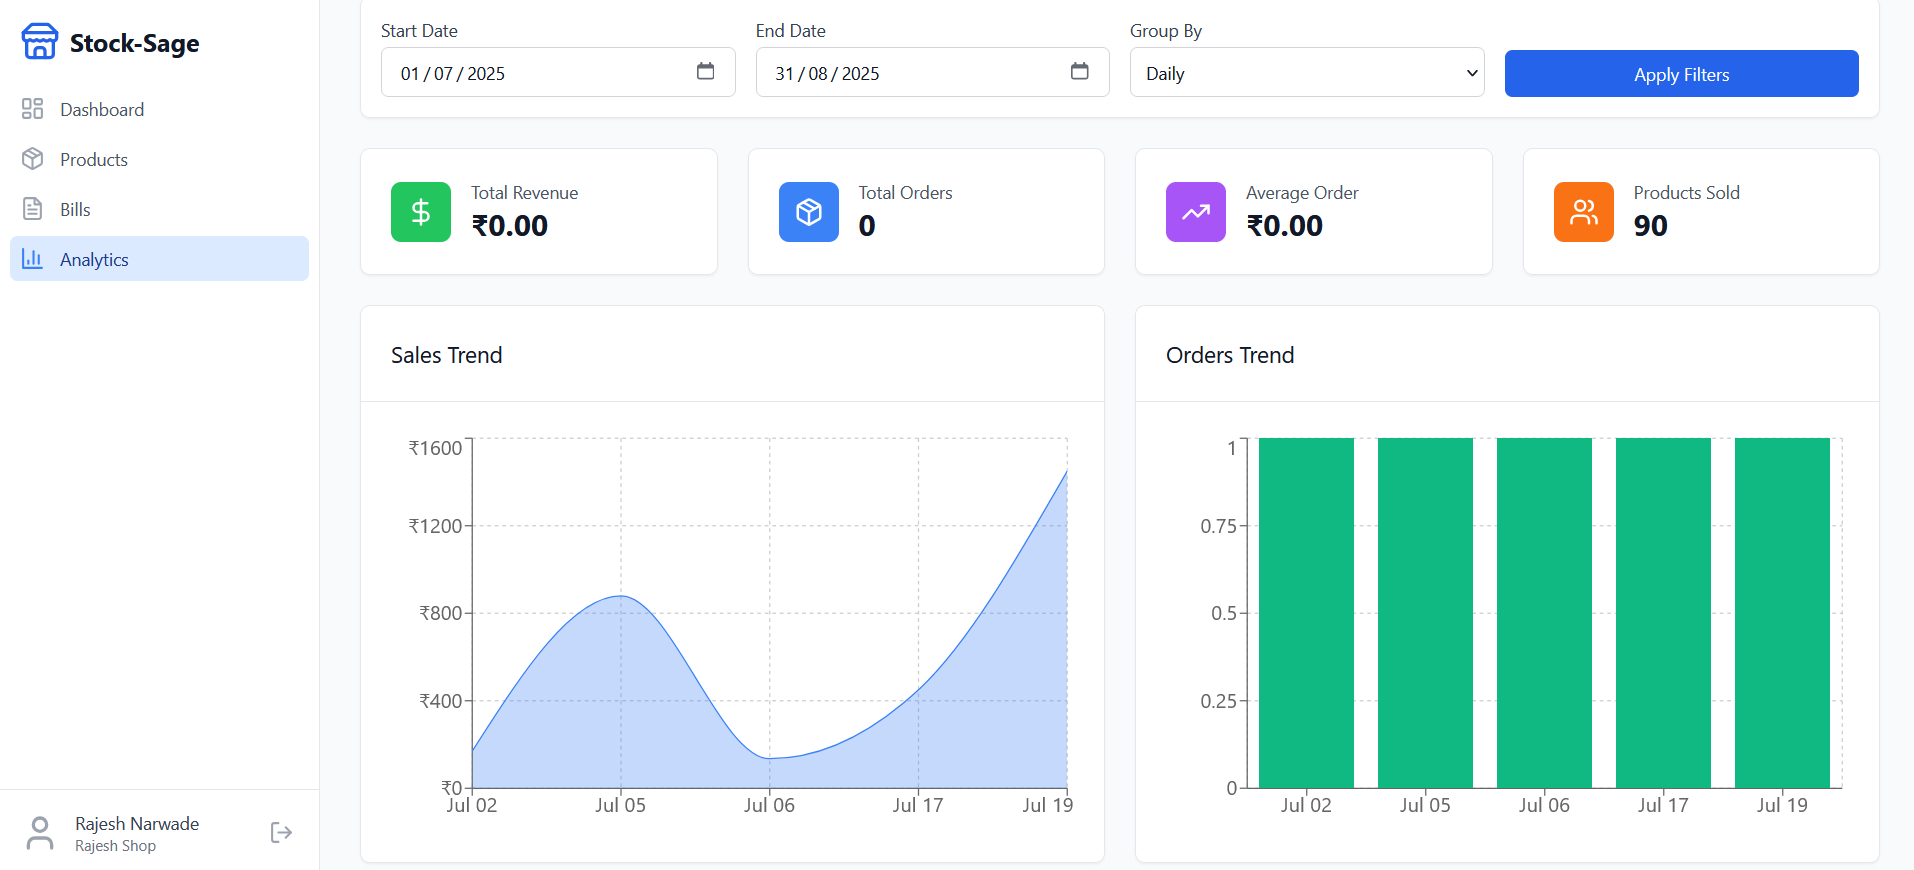 Stock-Sage
Dashboard
Products
Bills
Analytics
Rajesh Narwade
Rajesh Shop
Start Date
End Date
Group By
01 / 07 / 2025
31 / 08 / 2025
Daily
Apply Filters
Total Revenue
₹0.00
Total Orders
0
Average Order
₹0.00
Products Sold
90
Sales Trend
₹1600
₹1200
₹800
₹400
₹0
Jul 02 Jul 05 Jul 06 Jul 17 Jul 19
Orders Trend
1
0.75
0.5
0.25
0
Jul 02 Jul 05 Jul 06 Jul 17 Jul 19